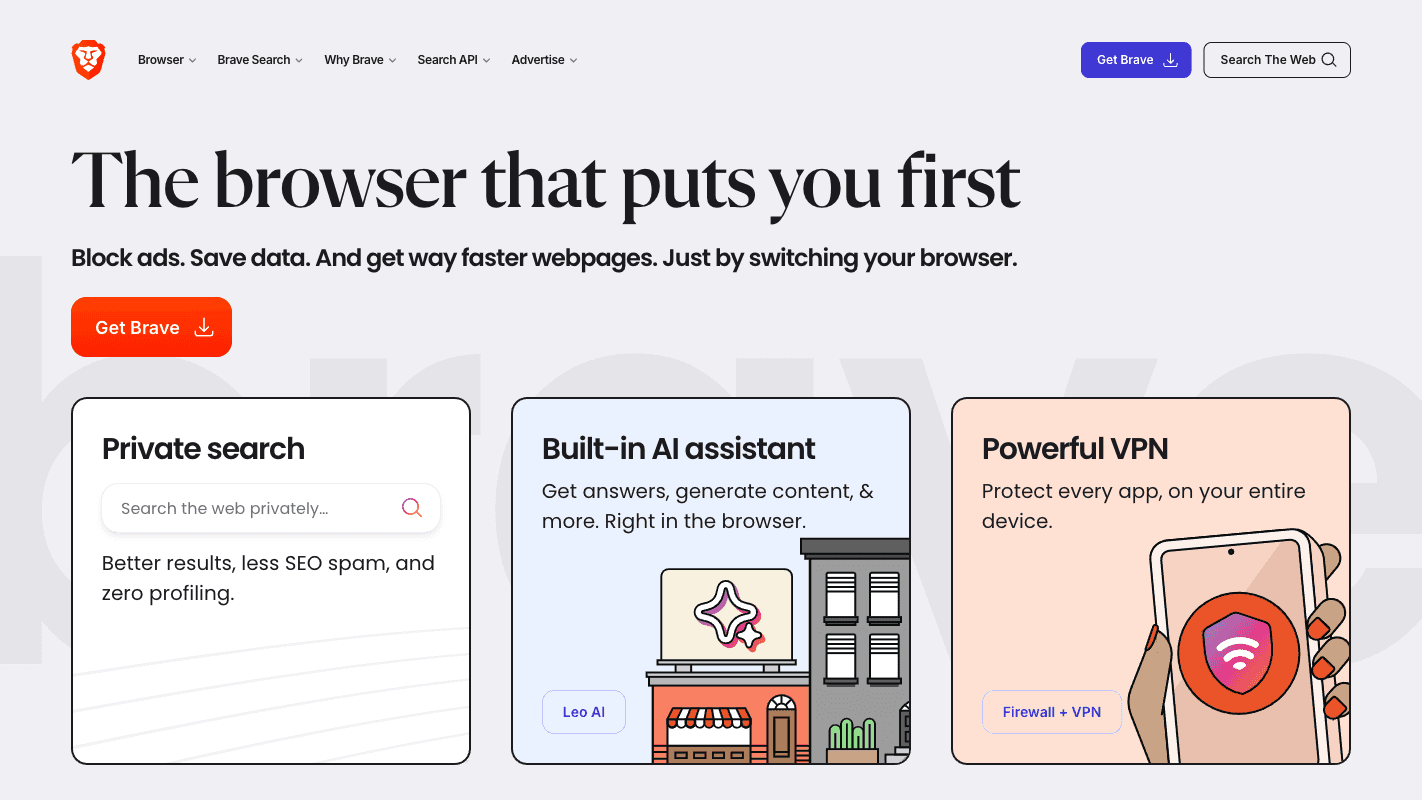 Browser
Brave Search
Why Brave
Search API
Advertise
Get Brave
Search The Web
The browser that puts you first
Block ads. Save data. And get way faster webpages. Just by switching your browser.
Get Brave
brave
Private search
Search the web privately...
Better results, less SEO spam, and
zero profiling.
Built-in AI assistant
Get answers, generate content, &
more. Right in the browser.
Leo AI
Powerful VPN
Protect every app, on your entire
device.
Firewall + VPN